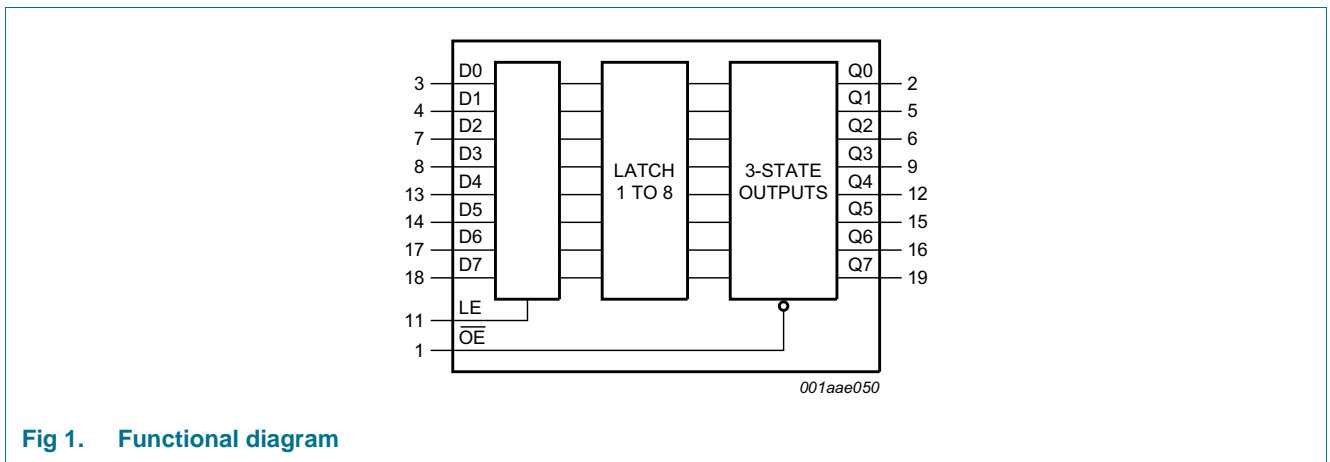 D0 Q0
3 2
D1 Q1
4 5
D2 Q2
7 6
D3 Q3
8 9
LATCH 3-STATE
D4 Q4
13 1 TO 8 OUTPUTS 12
D5 Q5
14 15
D6 Q6
17 16
D7 Q7
18 19
LE
11
OE
1
001aae050
Fig 1. Functional diagram